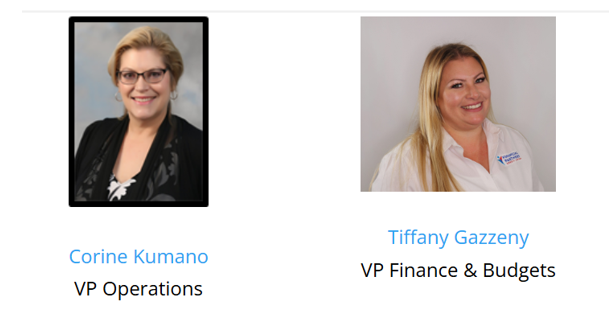 Corine Kumano
VP Operations
Tiffany Gazzeny
VP Finance & Budgets